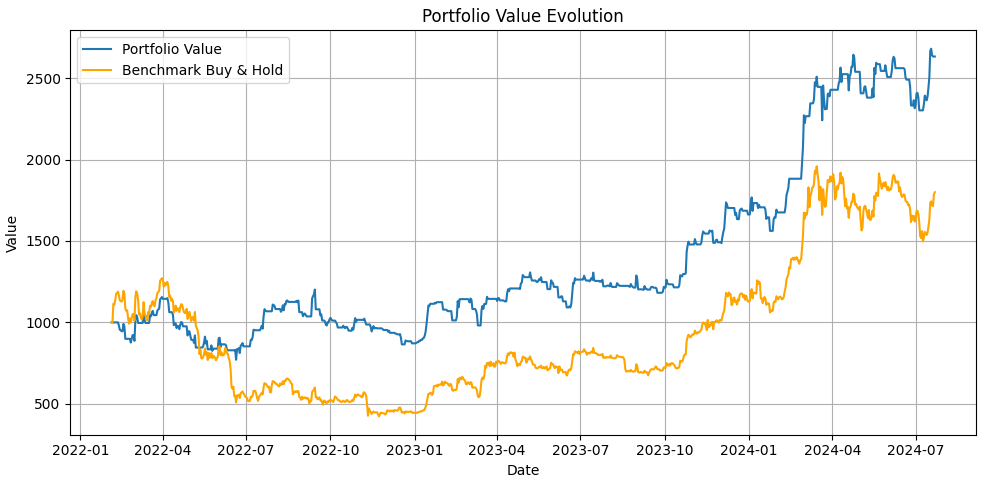 Portfolio Value Evolution
Portfolio Value
Benchmark Buy & Hold
Value
2500
2000
1500
1000
500
2022-01 2022-04 2022-07 2022-10 2023-01 2023-04 2023-07 2023-10 2024-01 2024-04 2024-07
Date